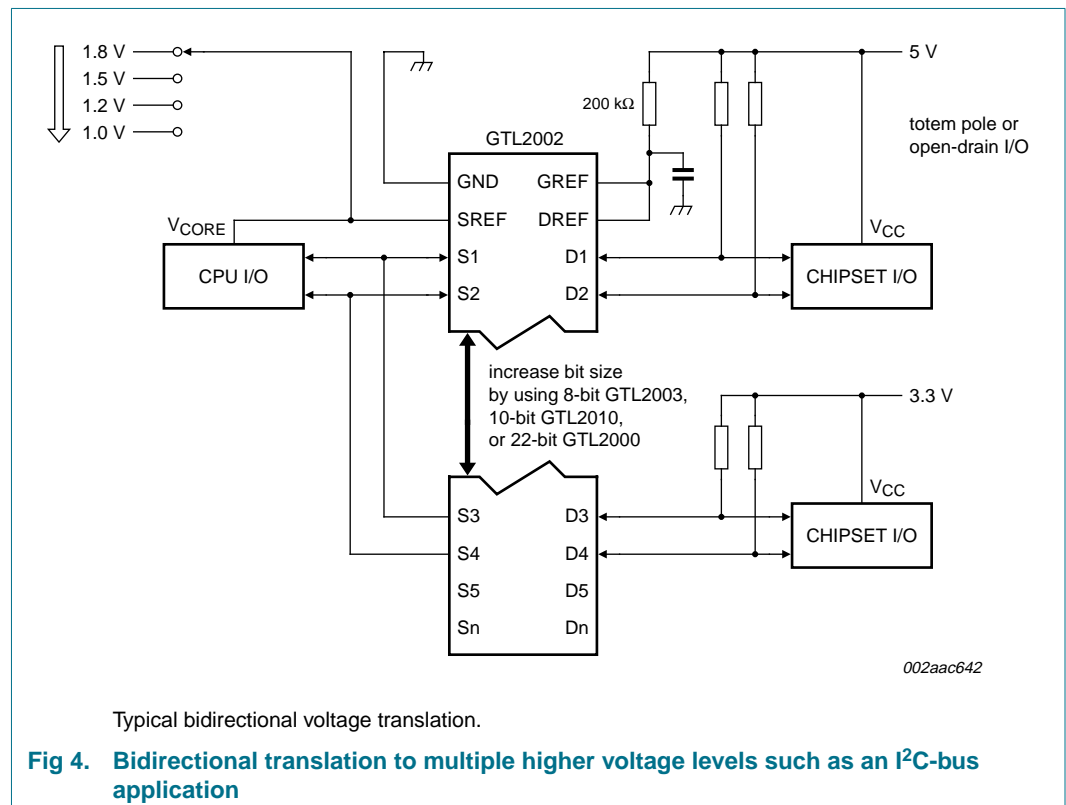 1.8 V
1.5 V
1.2 V
1.0 V
5 V
200 kΩ
totem pole or
open-drain I/O
GTL2002
GND GREF
SREF DREF
S1 D1
S2 D2
VCORE
CPU I/O
VCC
CHIPSET I/O
increase bit size
by using 8-bit GTL2003,
10-bit GTL2010,
or 22-bit GTL2000
3.3 V
VCC
CHIPSET I/O
S3 D3
S4 D4
S5 D5
Sn Dn
002aac642
Typical bidirectional voltage translation.
Fig 4. Bidirectional translation to multiple higher voltage levels such as an I²C-bus
application